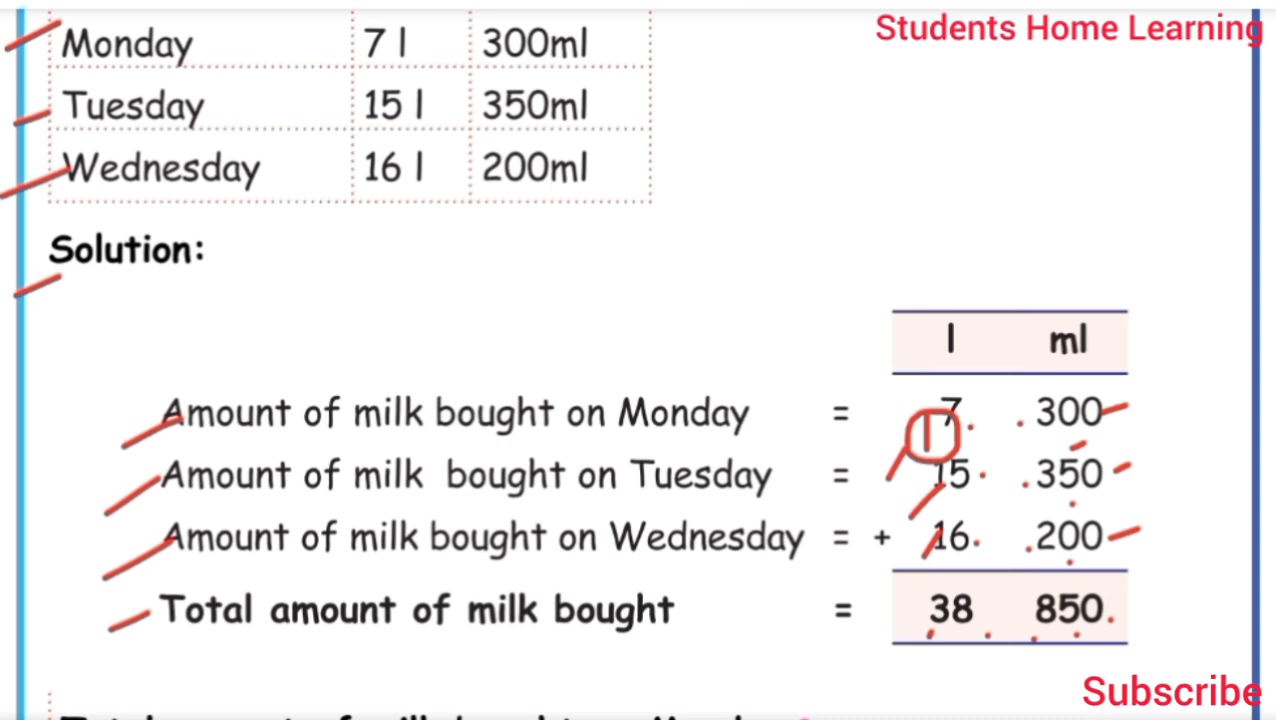 Students Home Learning
Monday 7 l 300ml
Tuesday 15 l 350ml
Wednesday 16 l 200ml
Solution:
l ml
Amount of milk bought on Monday = 7 300
1
Amount of milk bought on Tuesday = 15 350
Amount of milk bought on Wednesday = + 16 200
Total amount of milk bought = 38 850
Subscribe